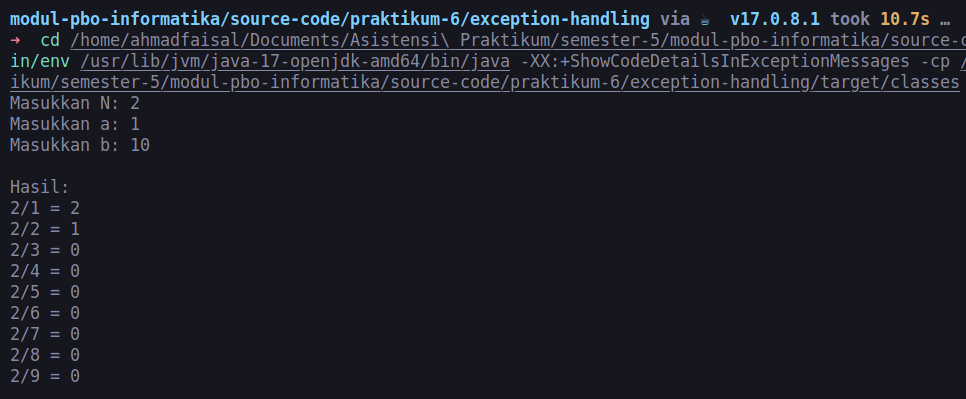 modul-pbo-informatika/source-code/praktikum-6/exception-handling via ☕ v17.0.8.1 took 10.7s …
➜ cd /home/ahmadfaisal/Documents/Asistensi\ Praktikum/semester-5/modul-pbo-informatika/source-c
in/env /usr/lib/jvm/java-17-openjdk-amd64/bin/java -XX:+ShowCodeDetailsInExceptionMessages -cp /
ikum/semester-5/modul-pbo-informatika/source-code/praktikum-6/exception-handling/target/classes
Masukkan N: 2
Masukkan a: 1
Masukkan b: 10
Hasil:
2/1 = 2
2/2 = 1
2/3 = 0
2/4 = 0
2/5 = 0
2/6 = 0
2/7 = 0
2/8 = 0
2/9 = 0